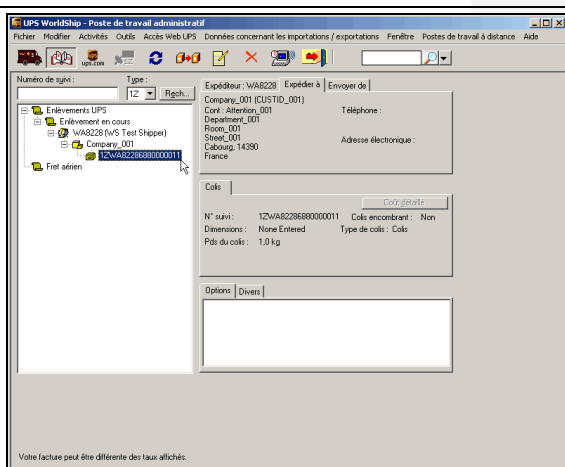 UPS WorldShip - Poste de travail administratif
Fichier Modifier Activités Outils Accès Web UPS Données concernant les importations / exportations Fenêtre Postes de travail à distance Aide
ups.com
Numéro de suivi :
Type :
1Z
Rech...
Enlèvements UPS
Enlèvement en cours
WA8228 (WS Test Shipper)
Company_001
1ZWA82286880000011
Fret aérien
Expéditeur : WA8228 Expédier à Envoyer de
Company_001 (CUSTID_001)
Cont : Attention_001 Téléphone :
Department_001
Room_001
Street_001 Adresse électronique :
Cabourg, 14390
France
Colis
Coût détaillé
N° suivi : 1ZWA82286880000011 Colis encombrant : Non
Dimensions : None Entered Type de colis : Colis
Pds du colis : 1,0 kg
Options Divers
Votre facture peut être différente des taux affichés.